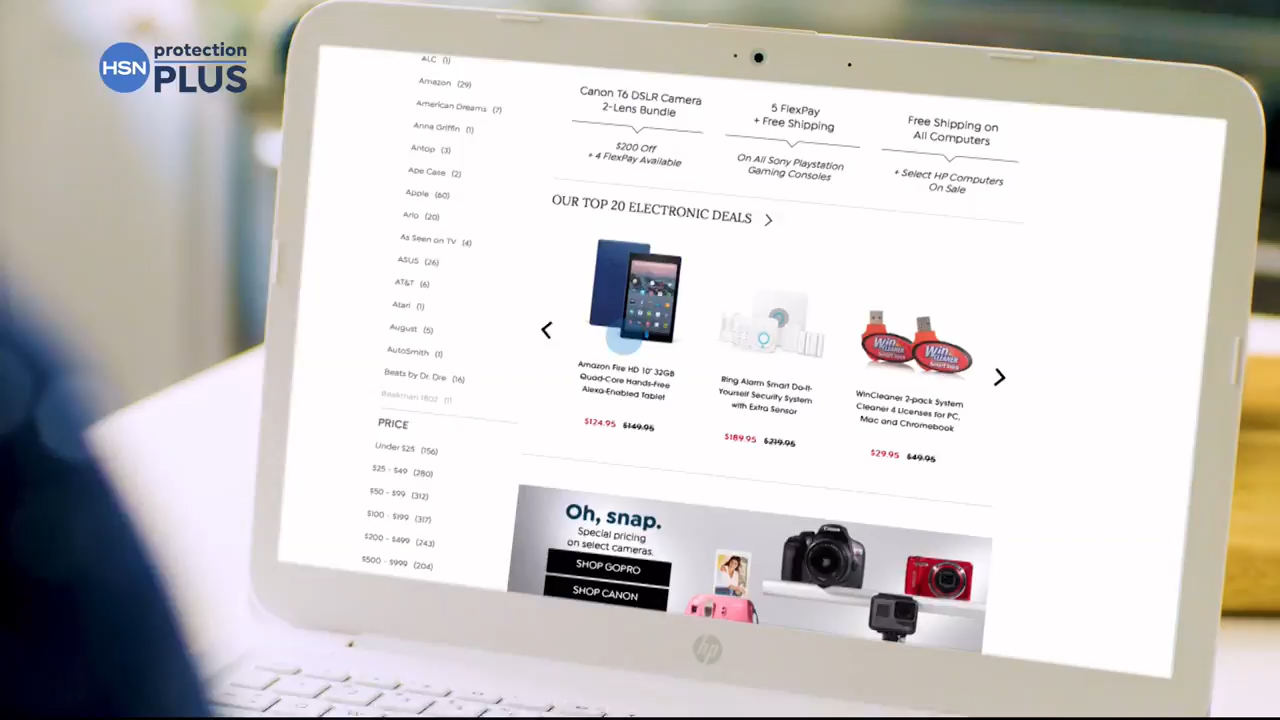 HSN protection
PLUS
ALC (1)
Amazon (29)
American Dreams (7)
Anna Griffin (1)
Antop (3)
Ape Case (2)
Apple (60)
Arlo (20)
As Seen on TV (4)
ASUS (26)
AT&T (6)
Atari (1)
August (5)
AutoSmith (1)
Beats by Dr. Dre (16)
Beekman 1802 (1)
PRICE
Under $25 (156)
$25 - $49 (280)
$50 - $99 (312)
$100 - $199 (317)
$200 - $499 (243)
$500 - $999 (204)
Canon T6 DSLR Camera
2-Lens Bundle
$200 Off
+ 4 FlexPay Available
5 FlexPay
+ Free Shipping
On All Sony Playstation
Gaming Consoles
Free Shipping on
All Computers
+ Select HP Computers
On Sale
OUR TOP 20 ELECTRONIC DEALS
Amazon Fire HD 10" 32GB
Quad-Core Hands-Free
Alexa-Enabled Tablet
$124.95 $149.95
Ring Alarm Smart Do-It-
Yourself Security System
with Extra Sensor
$189.95 $219.95
WinCleaner 2-pack System
Cleaner 4 Licenses for PC,
Mac and Chromebook
$29.95 $49.95
Oh, snap.
Special pricing
on select cameras.
SHOP GOPRO
SHOP CANON
Canon
hp